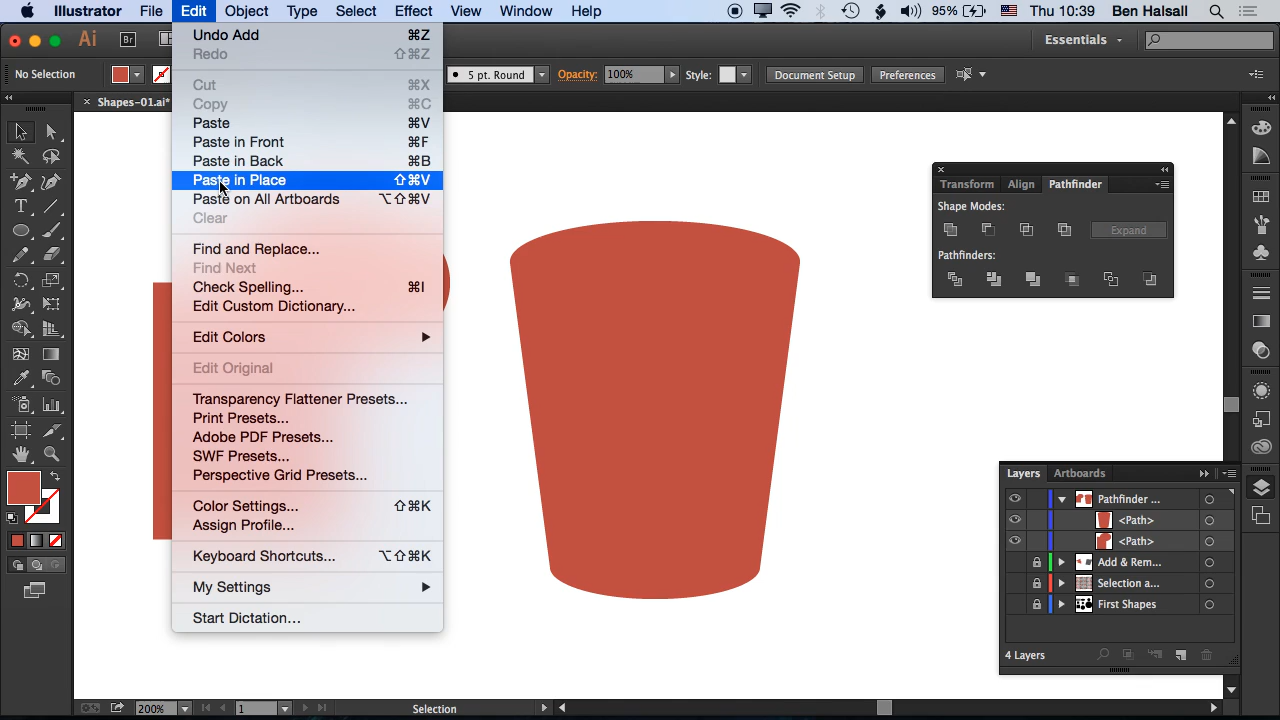 Illustrator File Edit Object Type Select Effect View Window Help 95% Thu 10:39 Ben Halsall
Ai Br Essentials
No Selection 5 pt. Round Opacity: 100% Style: Document Setup Preferences
× Shapes-01.ai*
Undo Add ⌘Z
Redo ⇧⌘Z
Cut ⌘X
Copy ⌘C
Paste ⌘V
Paste in Front ⌘F
Paste in Back ⌘B
Paste in Place ⇧⌘V
Paste on All Artboards ⌥⇧⌘V
Clear
Find and Replace...
Find Next
Check Spelling... ⌘I
Edit Custom Dictionary...
Edit Colors
Edit Original
Transparency Flattener Presets...
Print Presets...
Adobe PDF Presets...
SWF Presets...
Perspective Grid Presets...
Color Settings... ⇧⌘K
Assign Profile...
Keyboard Shortcuts... ⌥⇧⌘K
My Settings
Start Dictation...
Transform Align Pathfinder
Shape Modes:
Expand
Pathfinders:
Layers Artboards
Pathfinder ...
<Path>
<Path>
Add & Rem...
Selection a...
First Shapes
4 Layers
200% 1 Selection